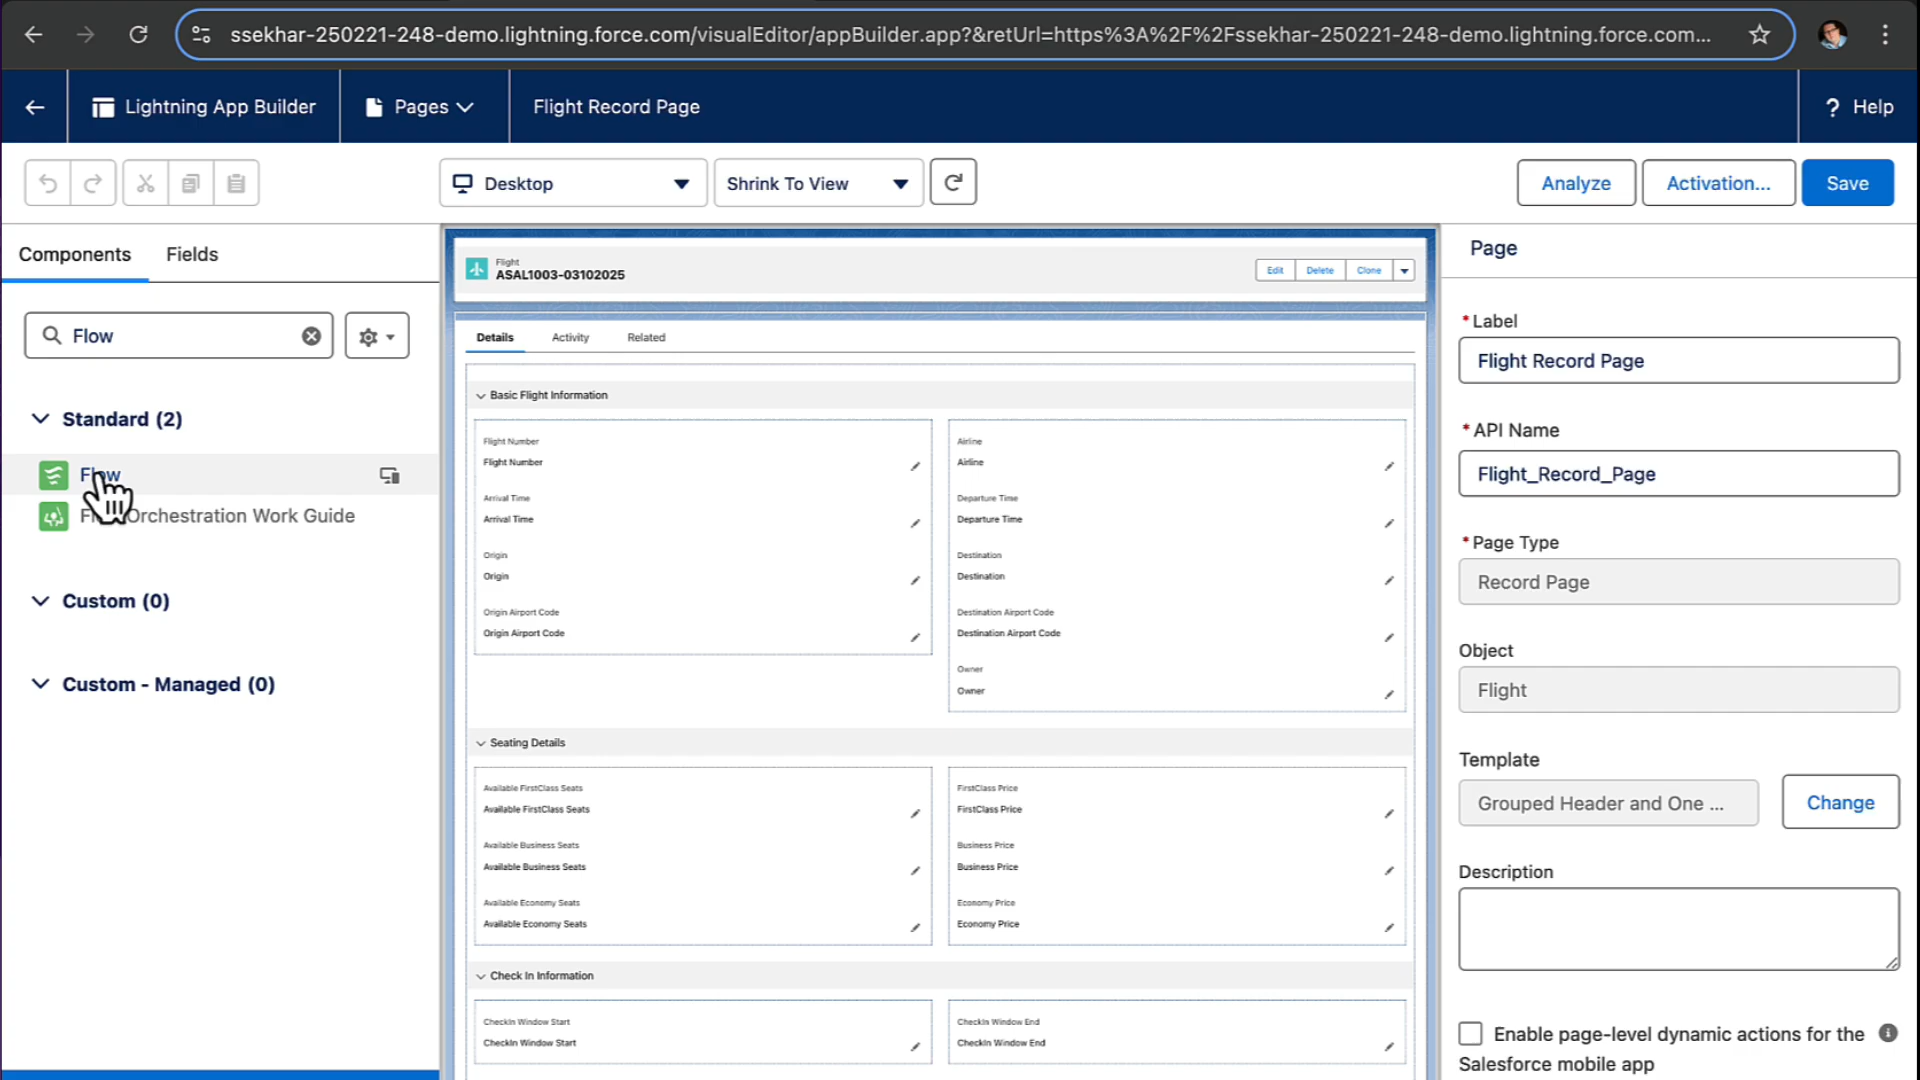 ssekhar-250221-248-demo.lightning.force.com/visualEditor/appBuilder.app?&retUrl=https%3A%2F%2Fssekhar-250221-248-demo.lightning.force.com...
Lightning App Builder
Pages
Flight Record Page
? Help
Desktop
Shrink To View
Analyze
Activation...
Save
Components
Fields
Flow
Standard (2)
Flow
Orchestration Work Guide
Custom (0)
Custom - Managed (0)
Flight
ASAL1003-03102025
Edit
Delete
Clone
Details
Activity
Related
Basic Flight Information
Flight Number
Flight Number
Arrival Time
Arrival Time
Origin
Origin
Origin Airport Code
Origin Airport Code
Airline
Airline
Departure Time
Departure Time
Destination
Destination
Destination Airport Code
Destination Airport Code
Owner
Owner
Seating Details
Available FirstClass Seats
Available FirstClass Seats
Available Business Seats
Available Business Seats
Available Economy Seats
Available Economy Seats
FirstClass Price
FirstClass Price
Business Price
Business Price
Economy Price
Economy Price
Check In Information
CheckIn Window Start
CheckIn Window Start
CheckIn Window End
CheckIn Window End
Page
*Label
Flight Record Page
*API Name
Flight_Record_Page
*Page Type
Record Page
Object
Flight
Template
Grouped Header and One ...
Change
Description
Enable page-level dynamic actions for the
Salesforce mobile app